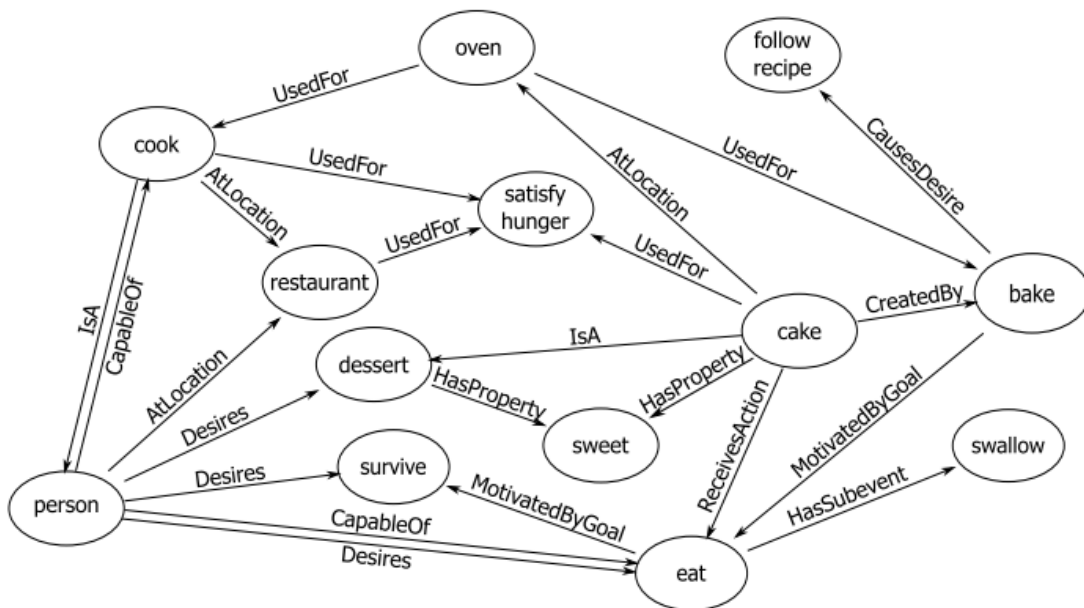 oven
follow
recipe
UsedFor
cook
CausesDesire
UsedFor
AtLocation
UsedFor
AtLocation
satisfy
hunger
UsedFor
UsedFor
restaurant
bake
CreatedBy
IsA
CapableOf
cake
IsA
dessert
HasProperty
HasProperty
AtLocation
Desires
sweet
swallow
MotivatedByGoal
ReceivesAction
survive
Desires
HasSubevent
MotivatedByGoal
person
CapableOf
Desires
eat